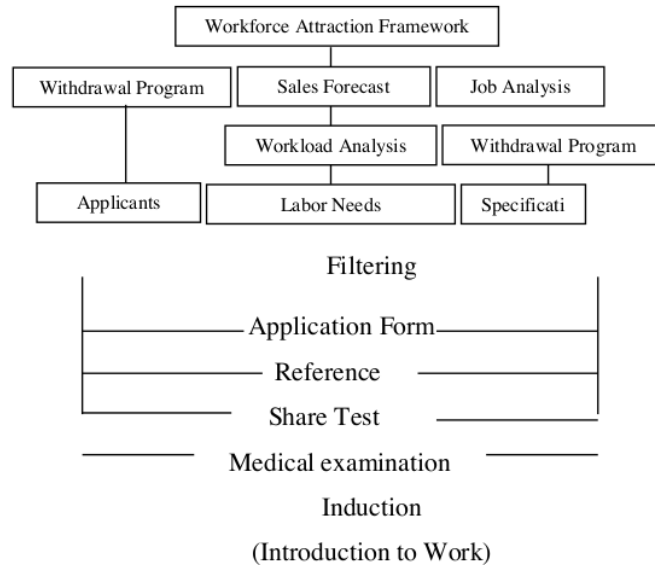 Workforce Attraction Framework
Withdrawal Program
Sales Forecast
Job Analysis
Workload Analysis
Withdrawal Program
Applicants
Labor Needs
Specificati
Filtering
Application Form
Reference
Share Test
Medical examination
Induction
(Introduction to Work)